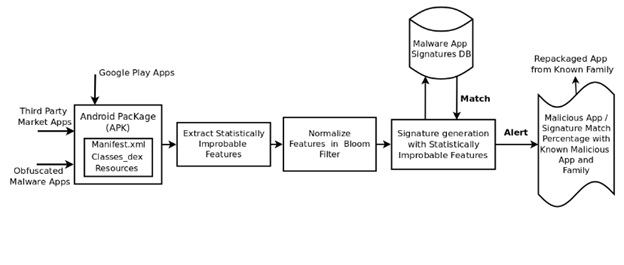 Google Play Apps
Third Party
Market Apps
Obfuscated
Malware Apps
Android PacKage
(APK)
Manifest.xml
Classes_dex
Resources
Extract Statistically
Improbable
Features
Normalize
Features in Bloom
Filter
Malware App
Signatures DB
Match
Signature generation
with Statistically
Improbable Features
Alert
Repackaged App
from Known Family
Malicious App /
Signature Match
Percentage with
Known Malicious
App and
Family